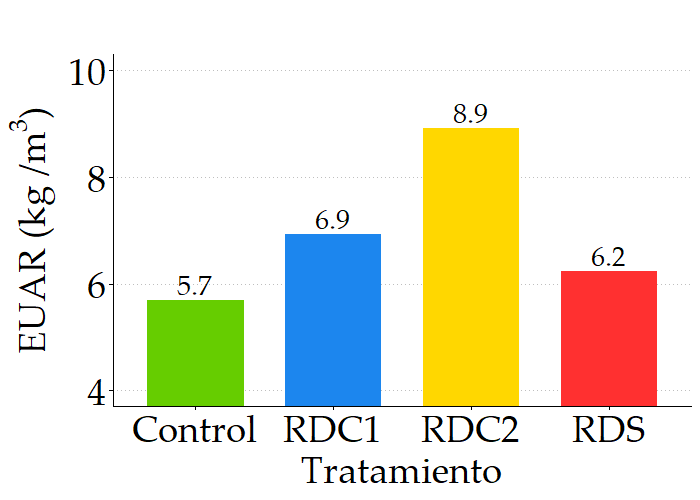 EUAR (kg /m³)
10
8
6
4
5.7
6.9
8.9
6.2
Control RDC1 RDC2 RDS
Tratamiento